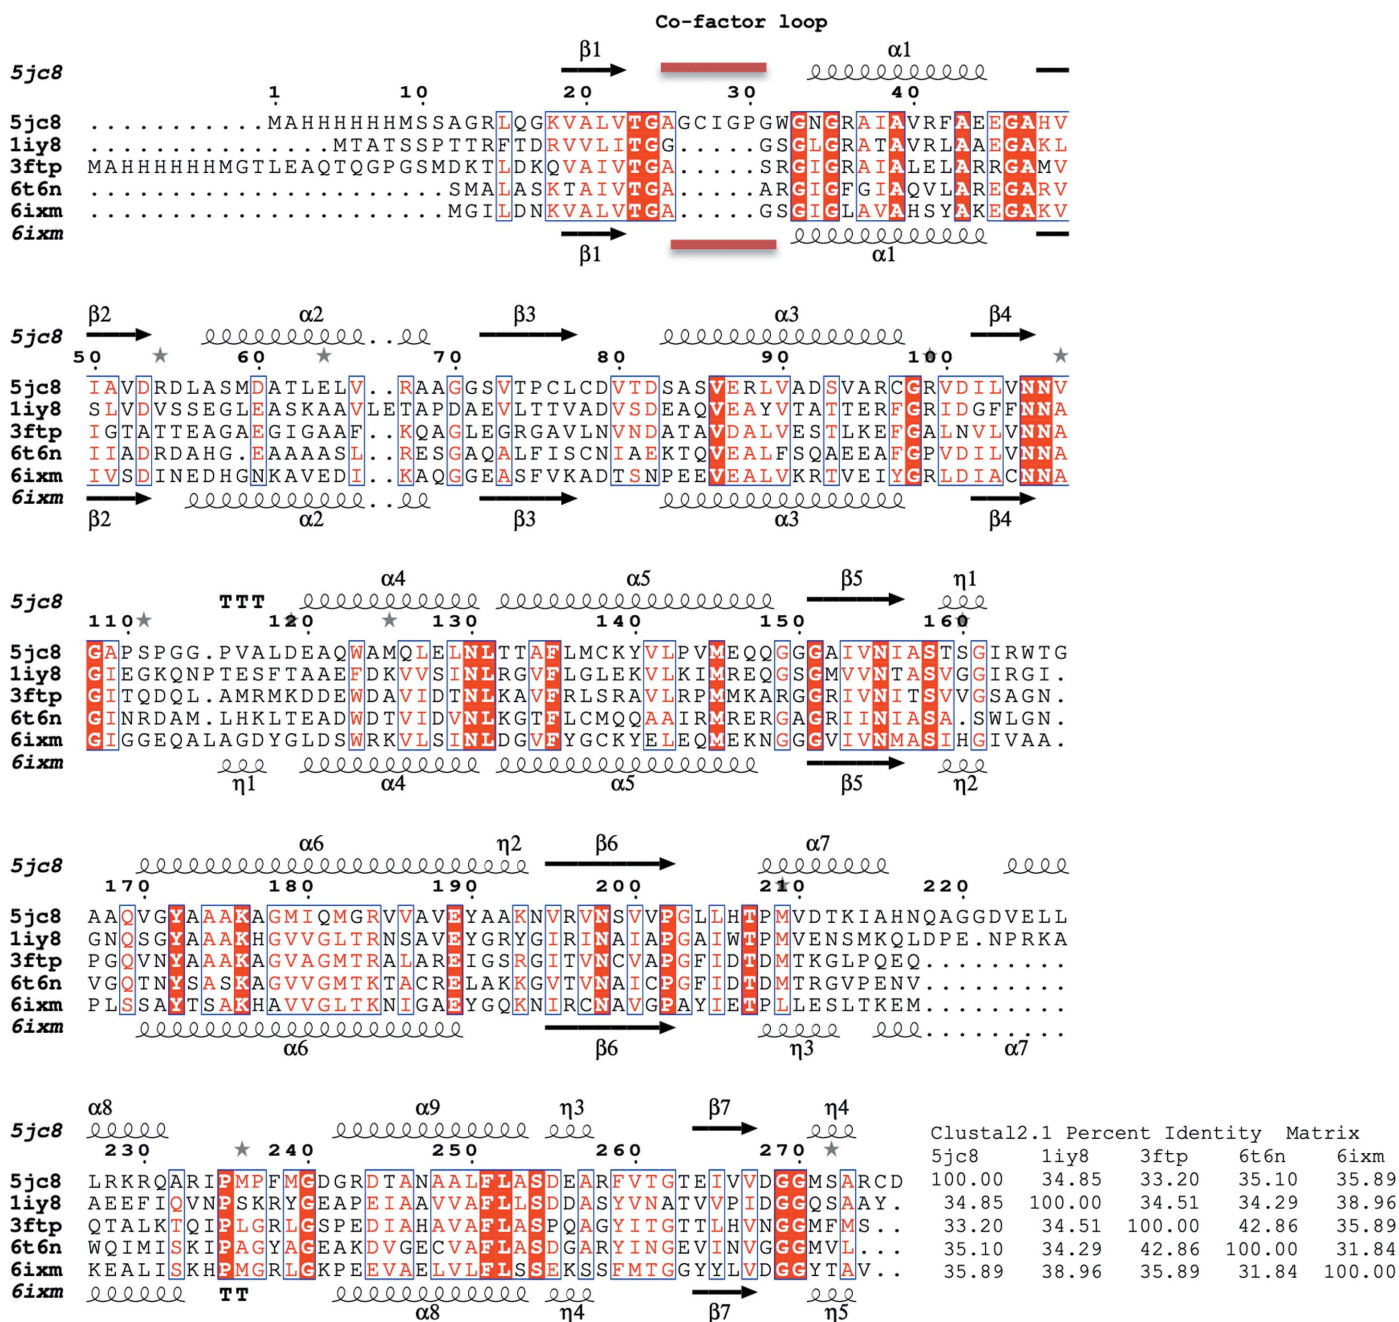 Co-factor loop
β1 α1
5jc8
1 10 20 30 40
5jc8 ...........MAHHHHHHMSSAGRLQGKVALVTGAGCIGPGWGNGRAIAVRFAEEGAHV
1iy8 ...............MTATSSPTTRFTDRVVLITGG.....SRGLGRATAVRLAAEGAKL
3ftp MAHHHHHHMGTLEAQTQGPGSMDKTLDKQVAIVTGA.....SRGIGRAIALELARRGAMV
6t6n ......................SMALASKTAIVTGA.....ARGIGFGIAQVLAREGARV
6ixm ......................MGILDNKVALVTGA.....GSGIGLAVAHSYAKEGAKV
6ixm
β1 α1
β2 α2 β3 α3 β4
5jc8 ..
50 60 70 80 90 100
5jc8 IAVDRDLASMDATLELV..RAAGGSVTPCLCDVTDSASVERLVADSVARCGRVDILVNNV
1iy8 SLVDVSSEGLEASKAAVLETAPDAEVLTTVADVSDEAQVEAYVTATTERFGRIDGFFNNA
3ftp IGTATTEAGAEGIGAAF..KQAGLEGRGAVLNVNDATAVDALVESTLKEFGALNVLVNNA
6t6n IIADRDAHG.EAAAASL..RESGAQALFISCNIAEKTQVEALFSQAEEAFGPVDILVNNA
6ixm IVSDINEDHGNKAVEDI..KAQGGEASFVKADTSNPEEVEALVKRTVEIYGRLDIACNNA
6ixm ..
β2 α2 β3 α3 β4
α4 α5 β5 η1
5jc8 TTT
110 120 130 140 150 160
5jc8 GAPSPGG.PVALDEAQWAMQLELNLTTAFLMCKYVLPVMEQQGGGAIVNIASTSGIRWTG
1iy8 GIEGKQNPTESFTAAEFDKVVSINLRGVFLGLEKVLKIMREQGSGMVVNTASVGGIRGI.
3ftp GITQDQL.AMRMKDDEWDAVIDTNLKAVFRLSRAVLRPMMKARGGRIVNITSVVGSAGN.
6t6n GINRDAM.LHKLTEADWDTVIDVNLKGTFLCMQQAAIRMRERGAGRIINIASA.SWLGN.
6ixm GIGGEQALAGDYGLDSWRKVLSINLDGVFYGCKYELEQMEKNGGGVIVNMASIHGIVAA.
6ixm
η1 α4 α5 β5 η2
α6 η2 β6 α7
5jc8
170 180 190 200 210 220
5jc8 AAQVGYAAAKAGMIQMGRVVAVEYAAKNVRVNSVVPGLLHTPMVDTKIAHNQAGGDVELL
1iy8 GNQSGYAAAKHGVVGLTRNSAVEYGRYGIRINAIAPGAIWTPMVENSMKQLDPE.NPRKA
3ftp PGQVNYAAAKAGVAGMTRALAREIGSRGITVNCVAPGFIDTDMTKGLPQEQ.........
6t6n VGQTNYSASKAGVVGMTKTACRELAKKGVTVNAICPGFIDTDMTRGVPENV.........
6ixm PLSSAYTSAKHAVVGLTKNIGAEYGQKNIRCNAVGPAYIETPLLESLTKEM.........
6ixm .........
α6 β6 η3 α7
α8 α9 η3 β7 η4
5jc8
230 240 250 260 270
5jc8 LRKRQARIPMPFMGDGRDTANAALFLASDEARFVTGTEIVVDGGMSARCD
1iy8 AEEFIQVNPSKRYGEAPEIAAVVAFLLSDDASYVNATVVPIDGGQSAAY.
3ftp QTALKTQIPLGRLGSPEDIAHAVAFLASPQAGYITGTTLHVNGGMFMS..
6t6n WQIMISKIPAGYAGEAKDVGECVAFLASDGARYINGEVINVGGGMVL...
6ixm KEALISKHPMGRLGKPEEVAELVLFLSSEKSSFMTGGYYLVDGGYTAV..
6ixm TT
α8 η4 β7 η5
Clustal2.1 Percent Identity Matrix
5jc8 1iy8 3ftp 6t6n 6ixm
100.00 34.85 33.20 35.10 35.89
34.85 100.00 34.51 34.29 38.96
33.20 34.51 100.00 42.86 35.89
35.10 34.29 42.86 100.00 31.84
35.89 38.96 35.89 31.84 100.00